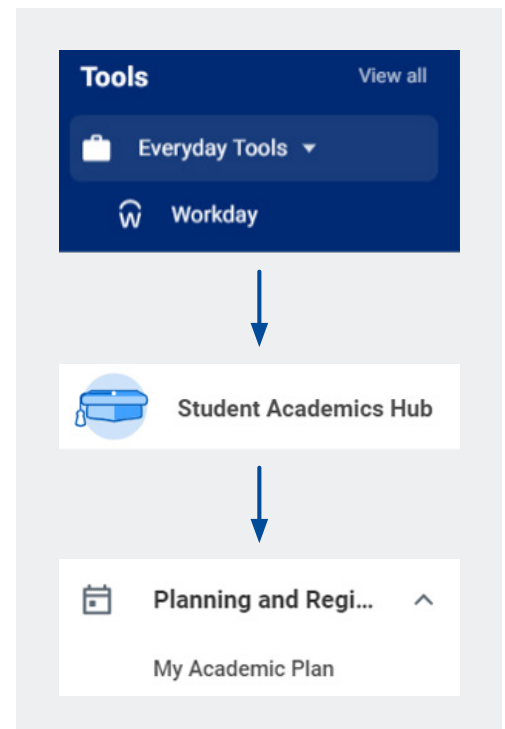 Tools View all
Everyday Tools
Workday
Student Academics Hub
Planning and Regi...
My Academic Plan